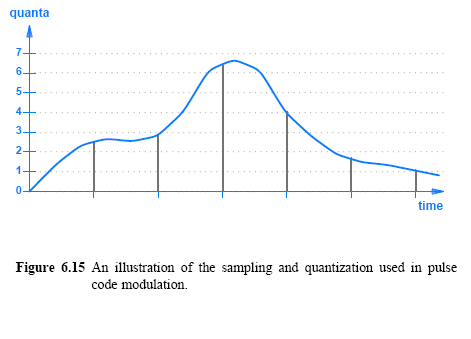 quanta
7
6
5
4
3
2
1
0
time
Figure 6.15 An illustration of the sampling and quantization used in pulse
code modulation.